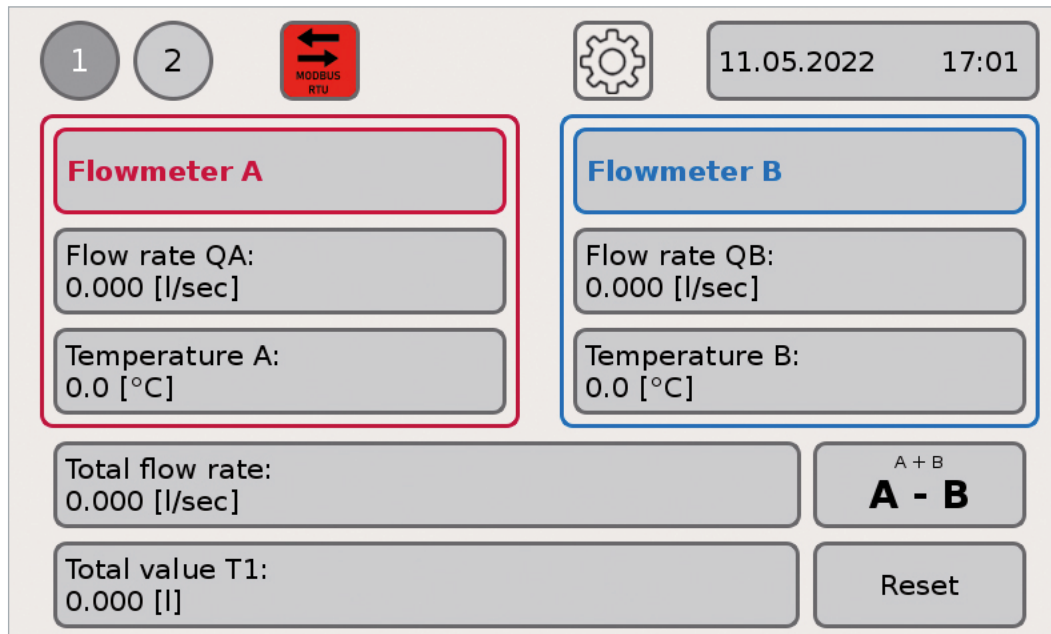 1
2
MODBUS
RTU
11.05.2022 17:01
Flowmeter A
Flow rate QA:
0.000 [l/sec]
Temperature A:
0.0 [°C]
Flowmeter B
Flow rate QB:
0.000 [l/sec]
Temperature B:
0.0 [°C]
Total flow rate:
0.000 [l/sec]
A + B
A - B
Total value T1:
0.000 [l]
Reset